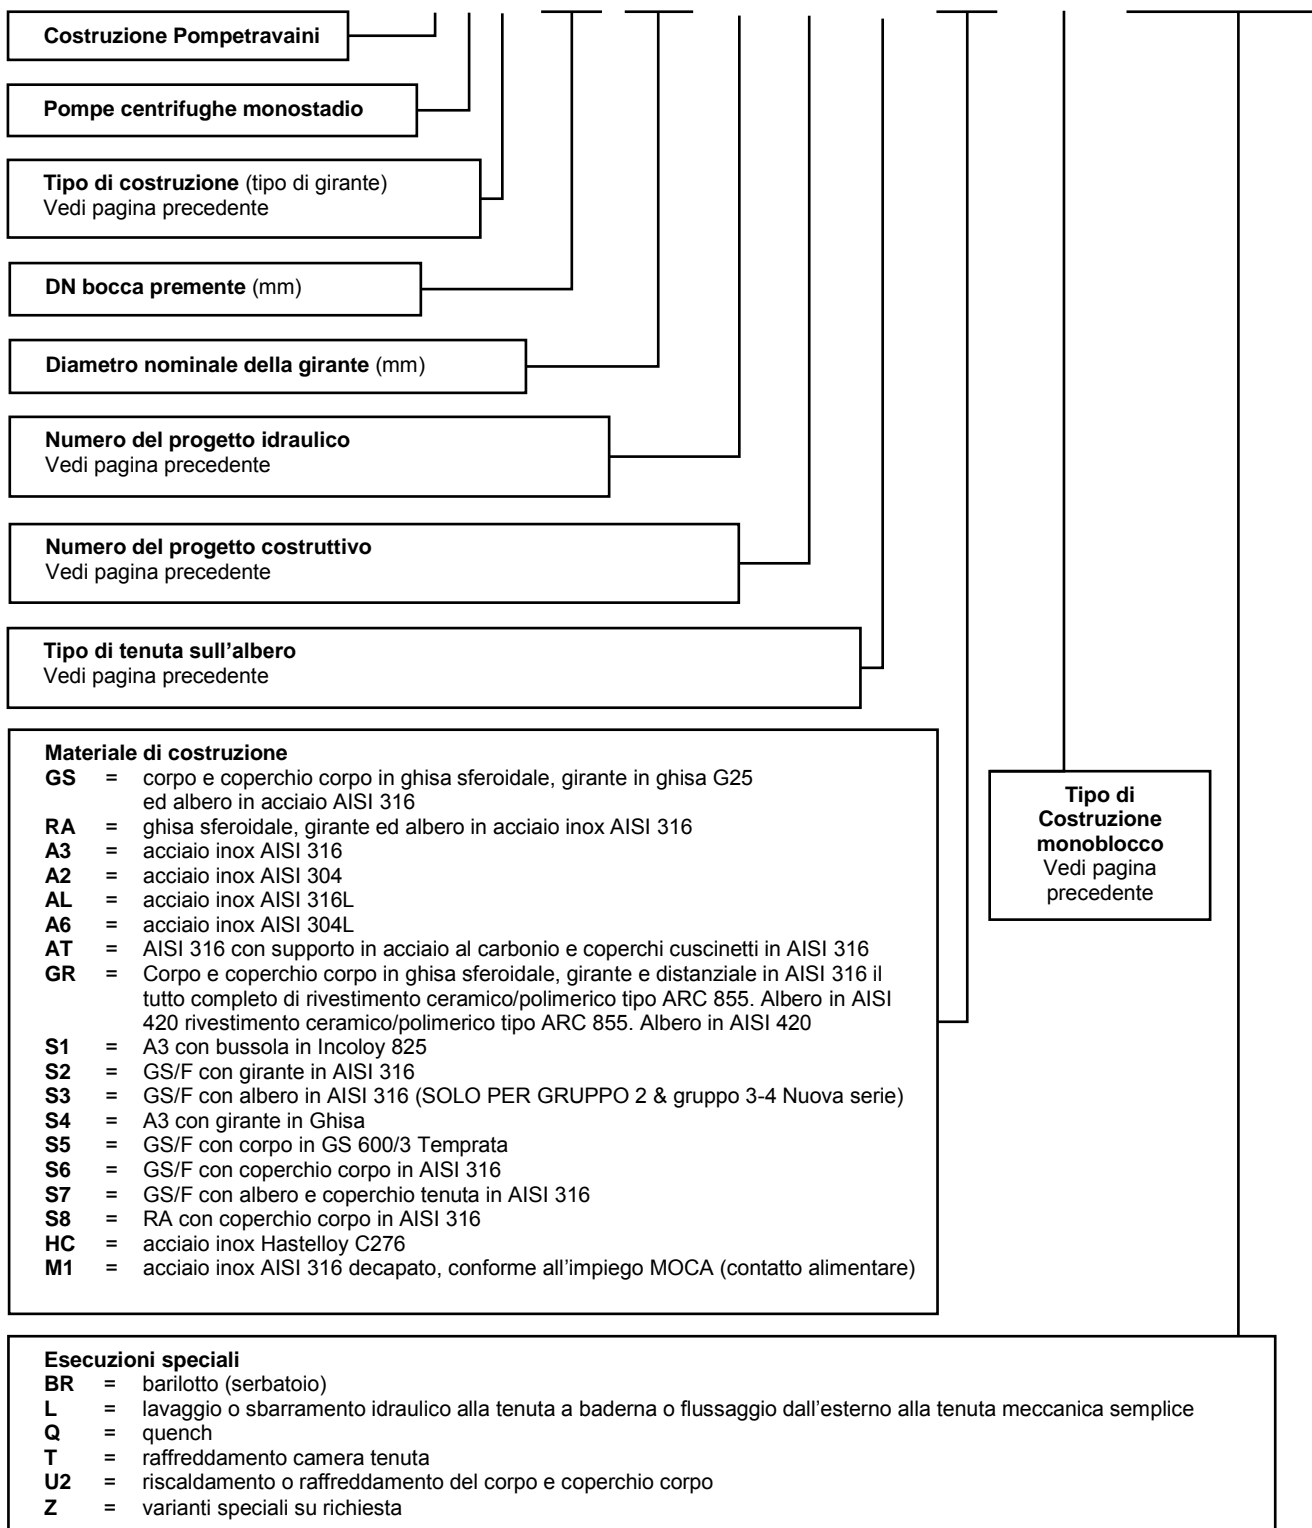 Costruzione Pompetravaini
Pompe centrifughe monostadio
Tipo di costruzione (tipo di girante)
Vedi pagina precedente
DN bocca premente (mm)
Diametro nominale della girante (mm)
Numero del progetto idraulico
Vedi pagina precedente
Numero del progetto costruttivo
Vedi pagina precedente
Tipo di tenuta sull'albero
Vedi pagina precedente
Materiale di costruzione
GS = corpo e coperchio corpo in ghisa sferoidale, girante in ghisa G25
ed albero in acciaio AISI 316
RA = ghisa sferoidale, girante ed albero in acciaio inox AISI 316
A3 = acciaio inox AISI 316
A2 = acciaio inox AISI 304
AL = acciaio inox AISI 316L
A6 = acciaio inox AISI 304L
AT = AISI 316 con supporto in acciaio al carbonio e coperchi cuscinetti in AISI 316
GR = Corpo e coperchio corpo in ghisa sferoidale, girante e distanziale in AISI 316 il
tutto completo di rivestimento ceramico/polimerico tipo ARC 855. Albero in AISI
420 rivestimento ceramico/polimerico tipo ARC 855. Albero in AISI 420
S1 = A3 con bussola in Incoloy 825
S2 = GS/F con girante in AISI 316
S3 = GS/F con albero in AISI 316 (SOLO PER GRUPPO 2 & gruppo 3-4 Nuova serie)
S4 = A3 con girante in Ghisa
S5 = GS/F con corpo in GS 600/3 Temprata
S6 = GS/F con coperchio corpo in AISI 316
S7 = GS/F con albero e coperchio tenuta in AISI 316
S8 = RA con coperchio corpo in AISI 316
HC = acciaio inox Hastelloy C276
M1 = acciaio inox AISI 316 decapato, conforme all'impiego MOCA (contatto alimentare)
Tipo di
Costruzione
monoblocco
Vedi pagina
precedente
Esecuzioni speciali
BR = barilotto (serbatoio)
L = lavaggio o sbarramento idraulico alla tenuta a baderna o flussaggio dall'esterno alla tenuta meccanica semplice
Q = quench
T = raffreddamento camera tenuta
U2 = riscaldamento o raffreddamento del corpo e coperchio corpo
Z = varianti speciali su richiesta